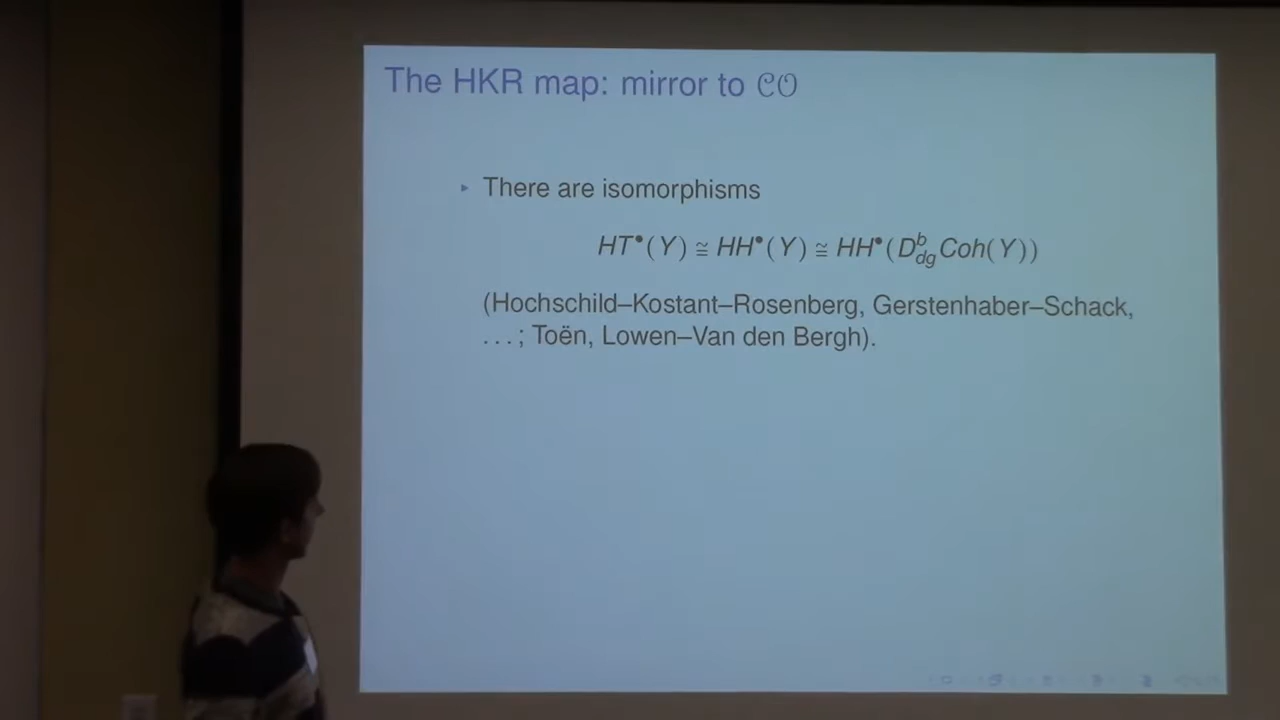 The HKR map: mirror to 𝒞𝒪
▸ There are isomorphisms
HT•(Y) ≅ HH•(Y) ≅ HH•(D^b_dg Coh(Y))
(Hochschild–Kostant–Rosenberg, Gerstenhaber–Schack,
...; Toën, Lowen–Van den Bergh).